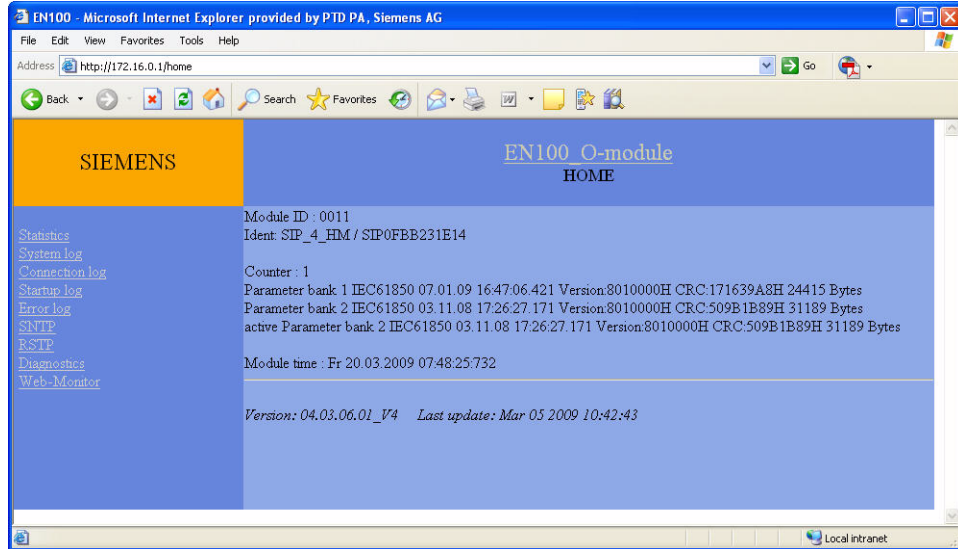 EN100 - Microsoft Internet Explorer provided by PTD PA, Siemens AG
File Edit View Favorites Tools Help
Address http://172.16.0.1/home Go
Back Search Favorites
SIEMENS
EN100_O-module
HOME
Statistics
System log
Connection log
Startup log
Error log
SNTP
RSTP
Diagnostics
Web-Monitor
Module ID : 0011
Ident: SIP_4_HM / SIP0FBB231E14
Counter : 1
Parameter bank 1 IEC61850 07.01.09 16:47:06.421 Version:8010000H CRC:171639A8H 24415 Bytes
Parameter bank 2 IEC61850 03.11.08 17:26:27.171 Version:8010000H CRC:509B1B89H 31189 Bytes
active Parameter bank 2 IEC61850 03.11.08 17:26:27.171 Version:8010000H CRC:509B1B89H 31189 Bytes
Module time : Fr 20.03.2009 07:48:25:732
Version: 04.03.06.01_V4 Last update: Mar 05 2009 10:42:43
Local intranet